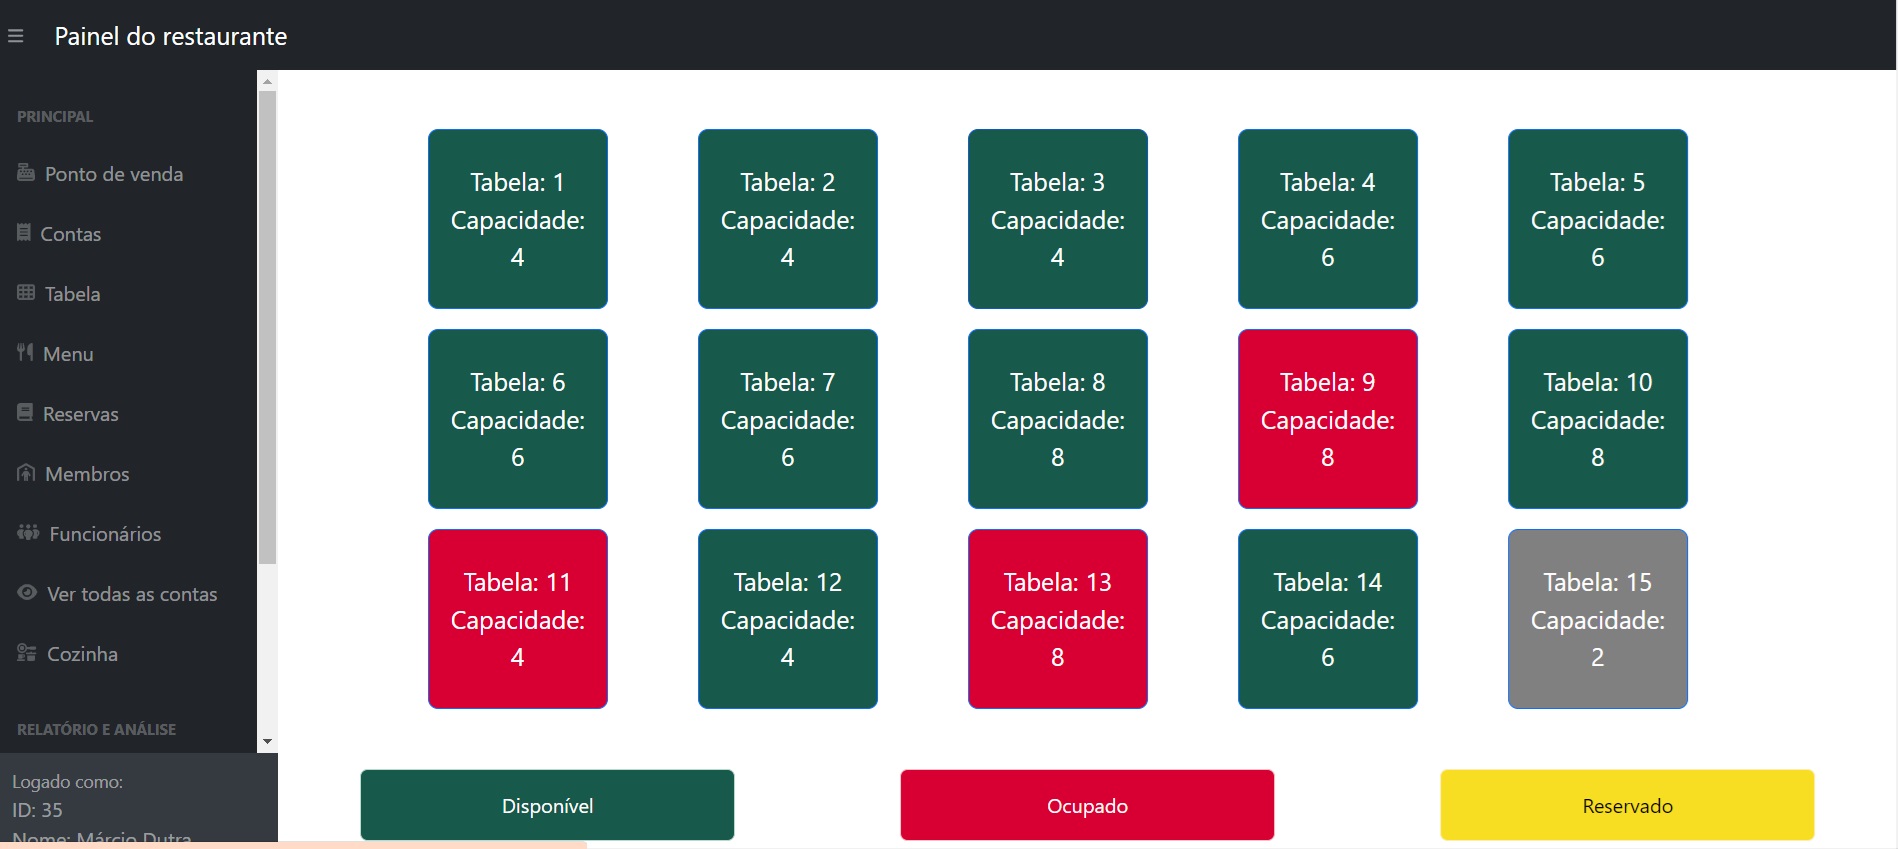 Painel do restaurante
PRINCIPAL
Ponto de venda
Contas
Tabela
Menu
Reservas
Membros
Funcionários
Ver todas as contas
Cozinha
RELATÓRIO E ANÁLISE
Logado como:
ID: 35
Nome: Márcio Dutra
Tabela: 1
Capacidade:
4
Tabela: 2
Capacidade:
4
Tabela: 3
Capacidade:
4
Tabela: 4
Capacidade:
6
Tabela: 5
Capacidade:
6
Tabela: 6
Capacidade:
6
Tabela: 7
Capacidade:
6
Tabela: 8
Capacidade:
8
Tabela: 9
Capacidade:
8
Tabela: 10
Capacidade:
8
Tabela: 11
Capacidade:
4
Tabela: 12
Capacidade:
4
Tabela: 13
Capacidade:
8
Tabela: 14
Capacidade:
6
Tabela: 15
Capacidade:
2
Disponível
Ocupado
Reservado